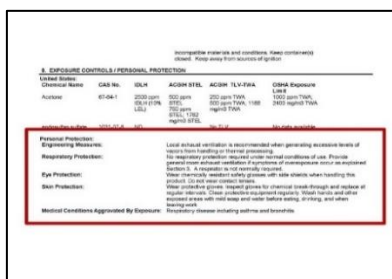 incompatible materials and conditions. Keep container(s)
closed. Keep away from sources of ignition
8. EXPOSURE CONTROLS / PERSONAL PROTECTION
United States:
Chemical Name CAS No. IDLH ACGIH STEL ACGIH TLV-TWA OSHA Exposure Limit
Acetone 67-64-1 2500 ppm 500 ppm 250 ppm TWA, 1000 ppm TWA;
IDLH (10% STEL 500 ppm TWA; 1188 2400 mg/m3 TWA
LEL) 750 ppm mg/m3 TWA
STEL; 1782
mg/m3 STEL
Personal Protection:
Engineering Measures: Local exhaust ventilation is recommended when generating excessive levels of
vapors from handling or thermal processing.
Respiratory Protection: No respiratory protection required under normal conditions of use. Provide
general room exhaust ventilation if symptoms of overexposure occur as explained
Section 3. A respirator is not normally required.
Eye Protection: Wear chemically resistant safety glasses with side shields when handling this
product. Do not wear contact lenses.
Skin Protection: Wear protective gloves. Inspect gloves for chemical break-through and replace at
regular intervals. Clean protective equipment regularly. Wash hands and other
exposed areas with mild soap and water before eating, drinking, and when
leaving work
Medical Conditions Aggravated By Exposure: Respiratory disease including asthma and bronchitis.